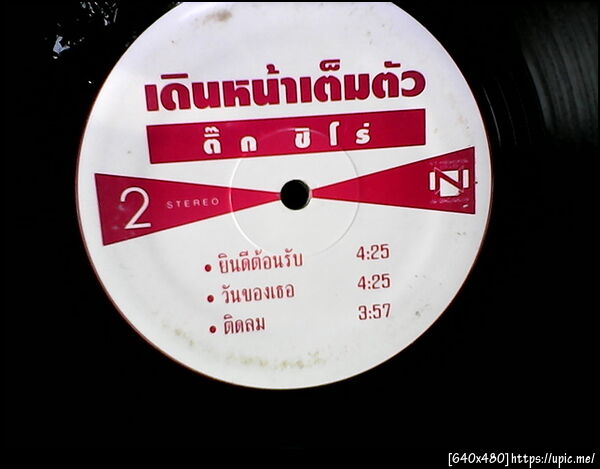 เดินหน้าเต็มตัว
ติ๊ก ชิโร่
2 STEREO
• ยินดีต้อนรับ 4:25
• วันของเธอ 4:25
• ติดลม 3:57
[640x480]https://upic.me/